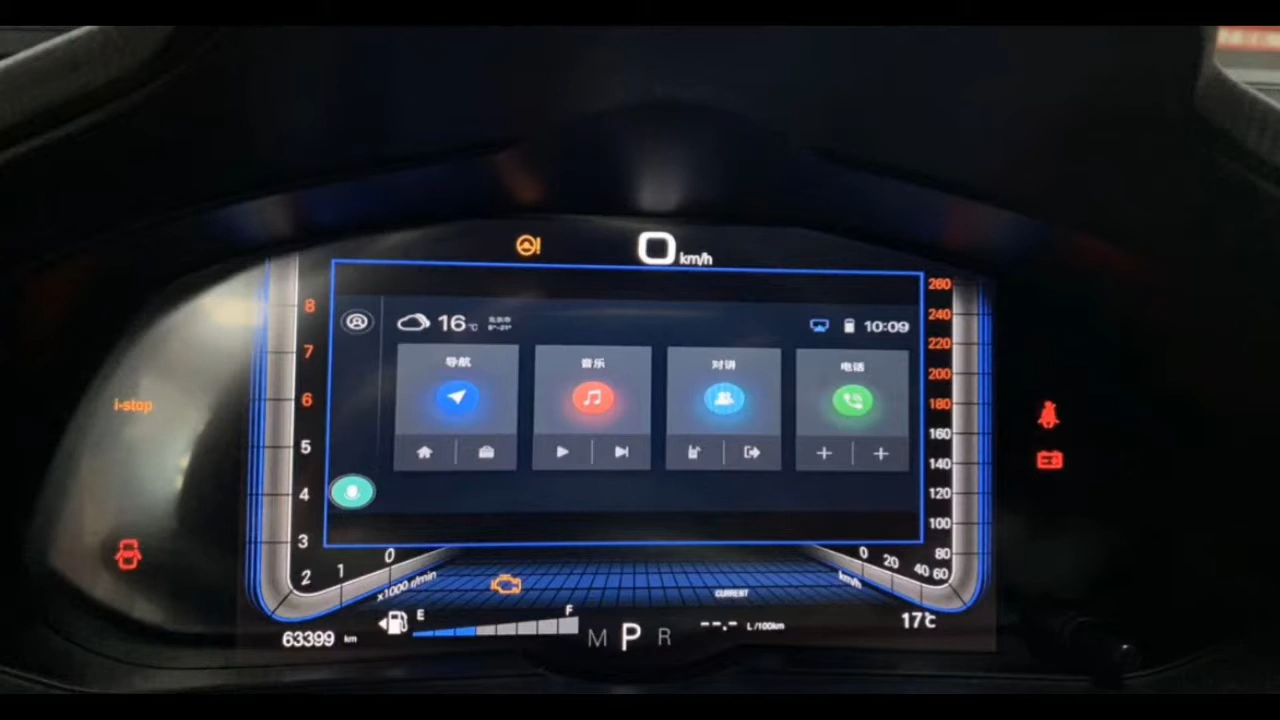 0 km/h
8
7
6
5
4
3
2
1
0
x1000 r/min
i-stop
16℃
10:09
导航
音乐
对讲
电话
260
240
220
200
180
160
140
120
100
80
60
40
20
0
km/h
CURRENT
--.- L/100km
17℃
63399 km
E
F
M P R